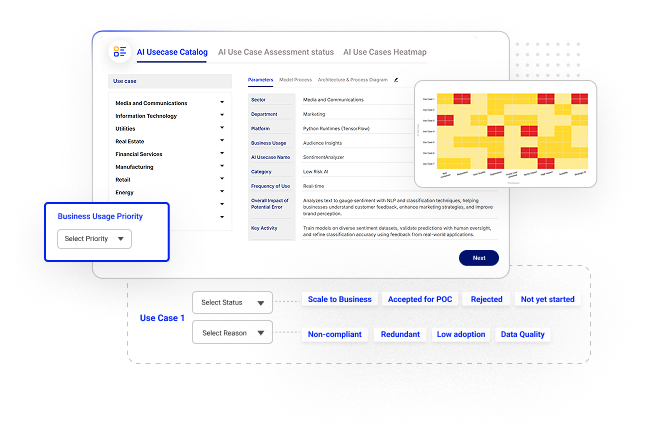 AI Usecase Catalog
AI Use Case Assessment status
AI Use Cases Heatmap
Use case
Media and Communications
Information Technology
Utilities
Real Estate
Financial Services
Manufacturing
Retail
Energy
Business Usage Priority
Select Priority
Parameters
Model Process
Architecture & Process Diagram
Sector
Media and Communications
Department
Marketing
Platform
Python Runtimes (TensorFlow)
Business Usage
Audience Insights
AI Usecase Name
SentimentAnalyzer
Category
Low Risk AI
Frequency of Use
Real-time
Overall Impact of
Potential Error
Analyzes text to gauge sentiment with NLP and classification techniques, helping
businesses understand customer feedback, enhance marketing strategies, and improve
brand perception.
Key Activity
Train models on diverse sentiment datasets, validate predictions with human oversight,
and refine classification accuracy using feedback from real-world applications.
Next
Use Case 1
Select Status
Scale to Business
Accepted for POC
Rejected
Not yet started
Select Reason
Non-compliant
Redundant
Low adoption
Data Quality